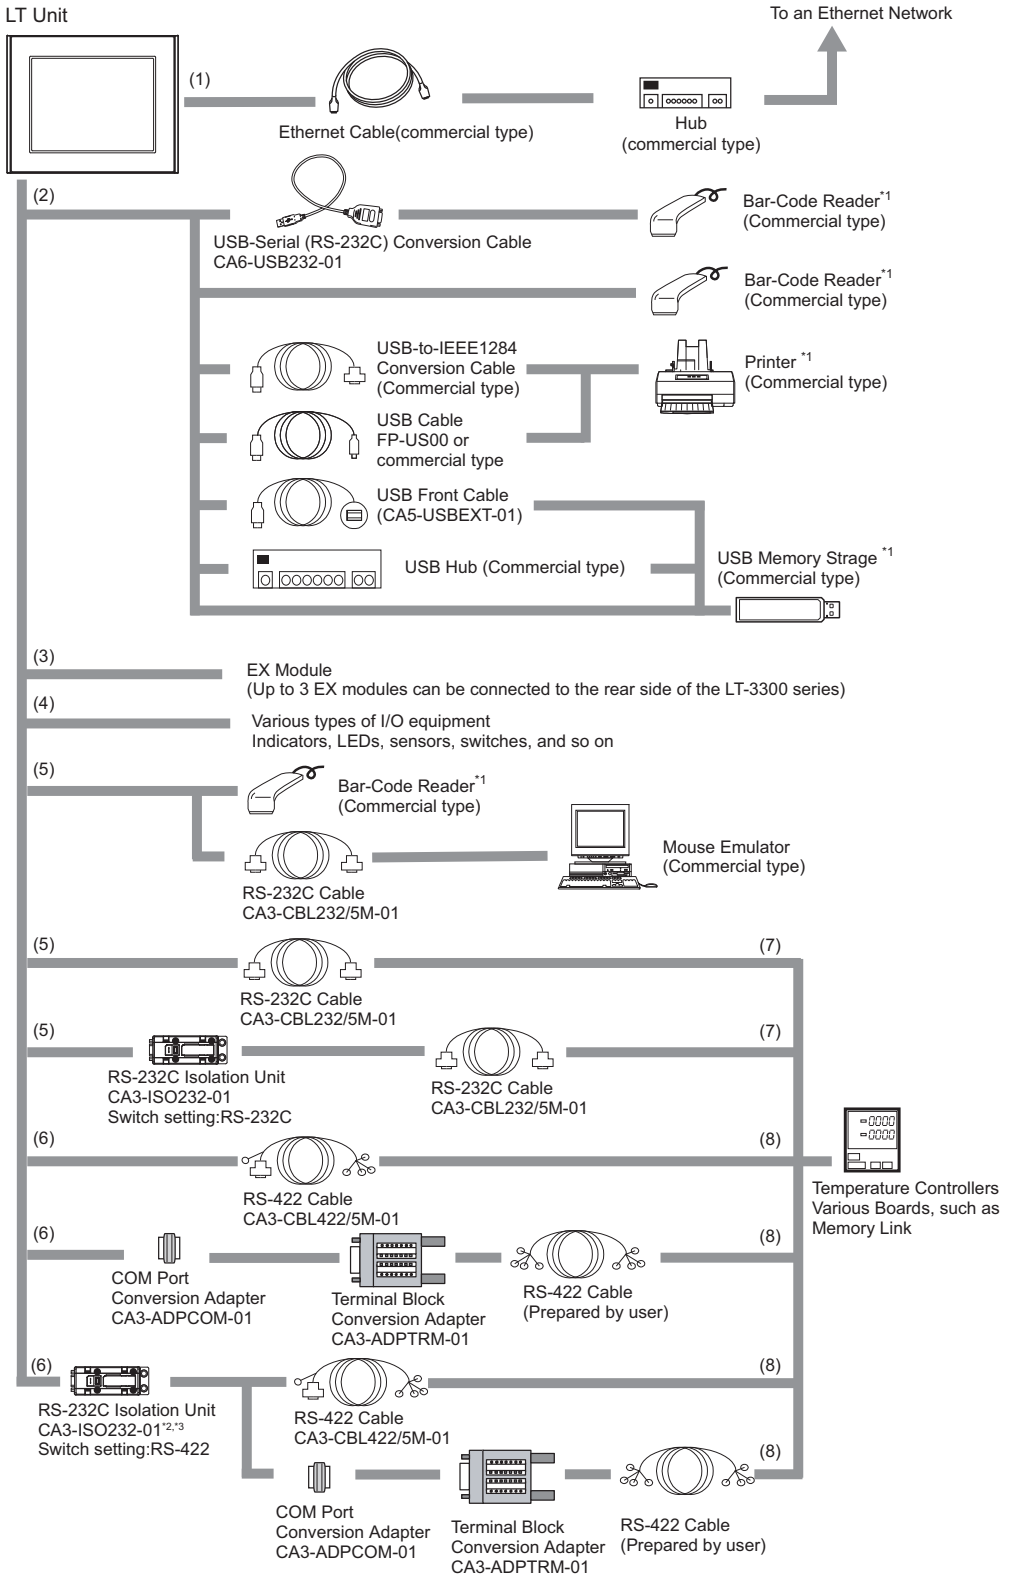 LT Unit
To an Ethernet Network
(1)
Ethernet Cable(commercial type)
Hub
(commercial type)
(2)
USB-Serial (RS-232C) Conversion Cable
CA6-USB232-01
Bar-Code Reader*1
(Commercial type)
Bar-Code Reader*1
(Commercial type)
USB-to-IEEE1284
Conversion Cable
(Commercial type)
Printer *1
(Commercial type)
USB Cable
FP-US00 or
commercial type
USB Front Cable
(CA5-USBEXT-01)
USB Hub (Commercial type)
USB Memory Strage *1
(Commercial type)
(3)
EX Module
(Up to 3 EX modules can be connected to the rear side of the LT-3300 series)
(4)
Various types of I/O equipment
Indicators, LEDs, sensors, switches, and so on
(5)
Bar-Code Reader*1
(Commercial type)
RS-232C Cable
CA3-CBL232/5M-01
Mouse Emulator
(Commercial type)
(5)
(7)
RS-232C Cable
CA3-CBL232/5M-01
(5)
(7)
RS-232C Isolation Unit
CA3-ISO232-01
Switch setting:RS-232C
RS-232C Cable
CA3-CBL232/5M-01
(6)
(8)
RS-422 Cable
CA3-CBL422/5M-01
Temperature Controllers
Various Boards, such as
Memory Link
(6)
(8)
COM Port
Conversion Adapter
CA3-ADPCOM-01
Terminal Block
Conversion Adapter
CA3-ADPTRM-01
RS-422 Cable
(Prepared by user)
(6)
(8)
RS-232C Isolation Unit
CA3-ISO232-01*2,*3
Switch setting:RS-422
RS-422 Cable
CA3-CBL422/5M-01
(8)
COM Port
Conversion Adapter
CA3-ADPCOM-01
Terminal Block
Conversion Adapter
CA3-ADPTRM-01
RS-422 Cable
(Prepared by user)